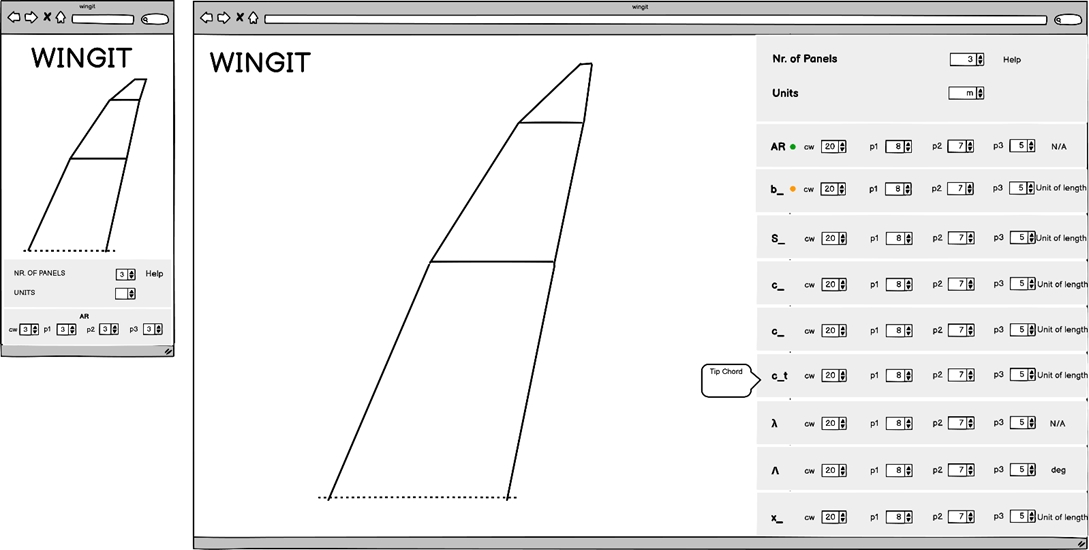 wingit
WINGIT
NR. OF PANELS 3 Help
UNITS
AR
cw 3 p1 3 p2 3 p3 3
wingit
WINGIT
Nr. of Panels 3 Help
Units m
AR cw 20 p1 8 p2 7 p3 5 N/A
b_ cw 20 p1 8 p2 7 p3 5 Unit of length
S_ cw 20 p1 8 p2 7 p3 5 Unit of length
c_ cw 20 p1 8 p2 7 p3 5 Unit of length
c_ cw 20 p1 8 p2 7 p3 5 Unit of length
Tip Chord
c_t cw 20 p1 8 p2 7 p3 5 Unit of length
λ cw 20 p1 8 p2 7 p3 5 N/A
Λ cw 20 p1 8 p2 7 p3 5 deg
x_ cw 20 p1 8 p2 7 p3 5 Unit of length